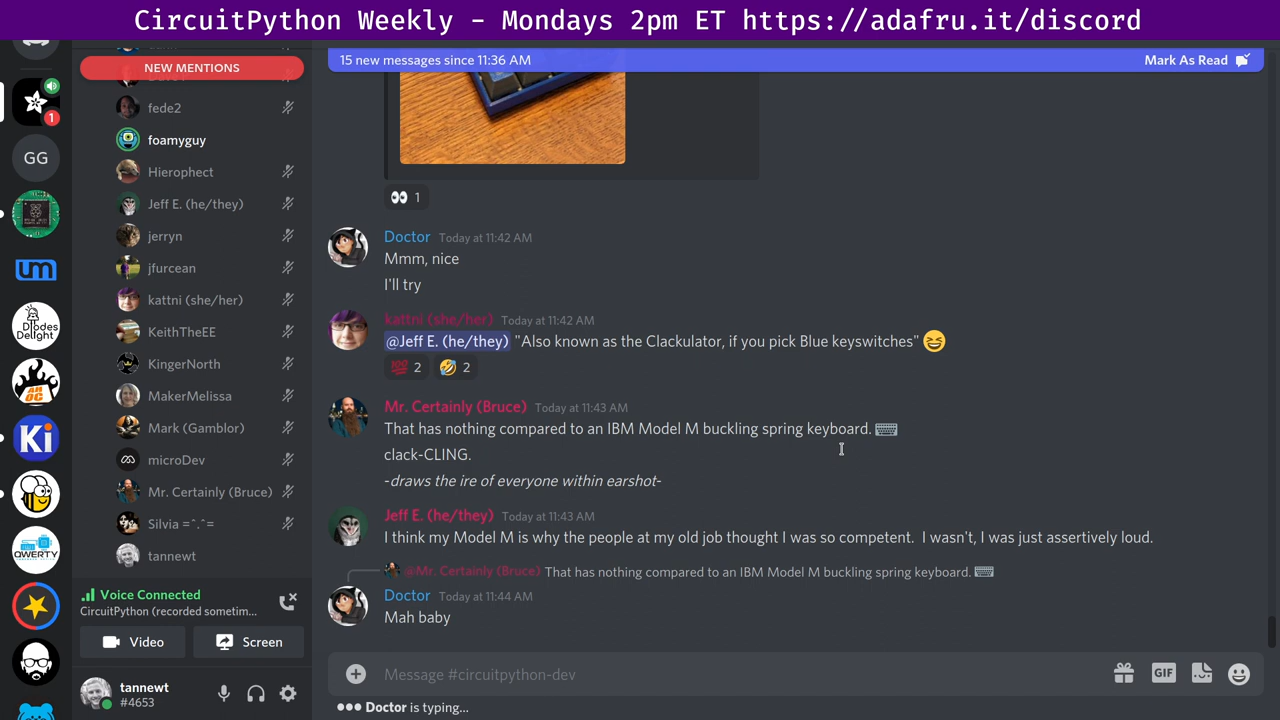 CircuitPython Weekly - Mondays 2pm ET https://adafru.it/discord
NEW MENTIONS
fede2
foamyguy
Hierophect
Jeff E. (he/they)
jerryn
jfurcean
kattni (she/her)
KeithTheEE
KingerNorth
MakerMelissa
Mark (Gamblor)
microDev
Mr. Certainly (Bruce)
Silvia =^.^=
tannewt
Voice Connected
CircuitPython (recorded sometim...
Video
Screen
tannewt
#4653
1
GG
Diodes Delight
Ki
QWERTY
15 new messages since 11:36 AM
Mark As Read
1
Doctor Today at 11:42 AM
Mmm, nice
I'll try
kattni (she/her) Today at 11:42 AM
@Jeff E. (he/they) "Also known as the Clackulator, if you pick Blue keyswitches" 😆
💯 2 🤣 2
Mr. Certainly (Bruce) Today at 11:43 AM
That has nothing compared to an IBM Model M buckling spring keyboard. ⌨️
clack-CLING.
-draws the ire of everyone within earshot-
Jeff E. (he/they) Today at 11:43 AM
I think my Model M is why the people at my old job thought I was so competent.  I wasn't, I was just assertively loud.
@Mr. Certainly (Bruce) That has nothing compared to an IBM Model M buckling spring keyboard. ⌨️
Doctor Today at 11:44 AM
Mah baby
Message #circuitpython-dev
GIF
Doctor is typing...